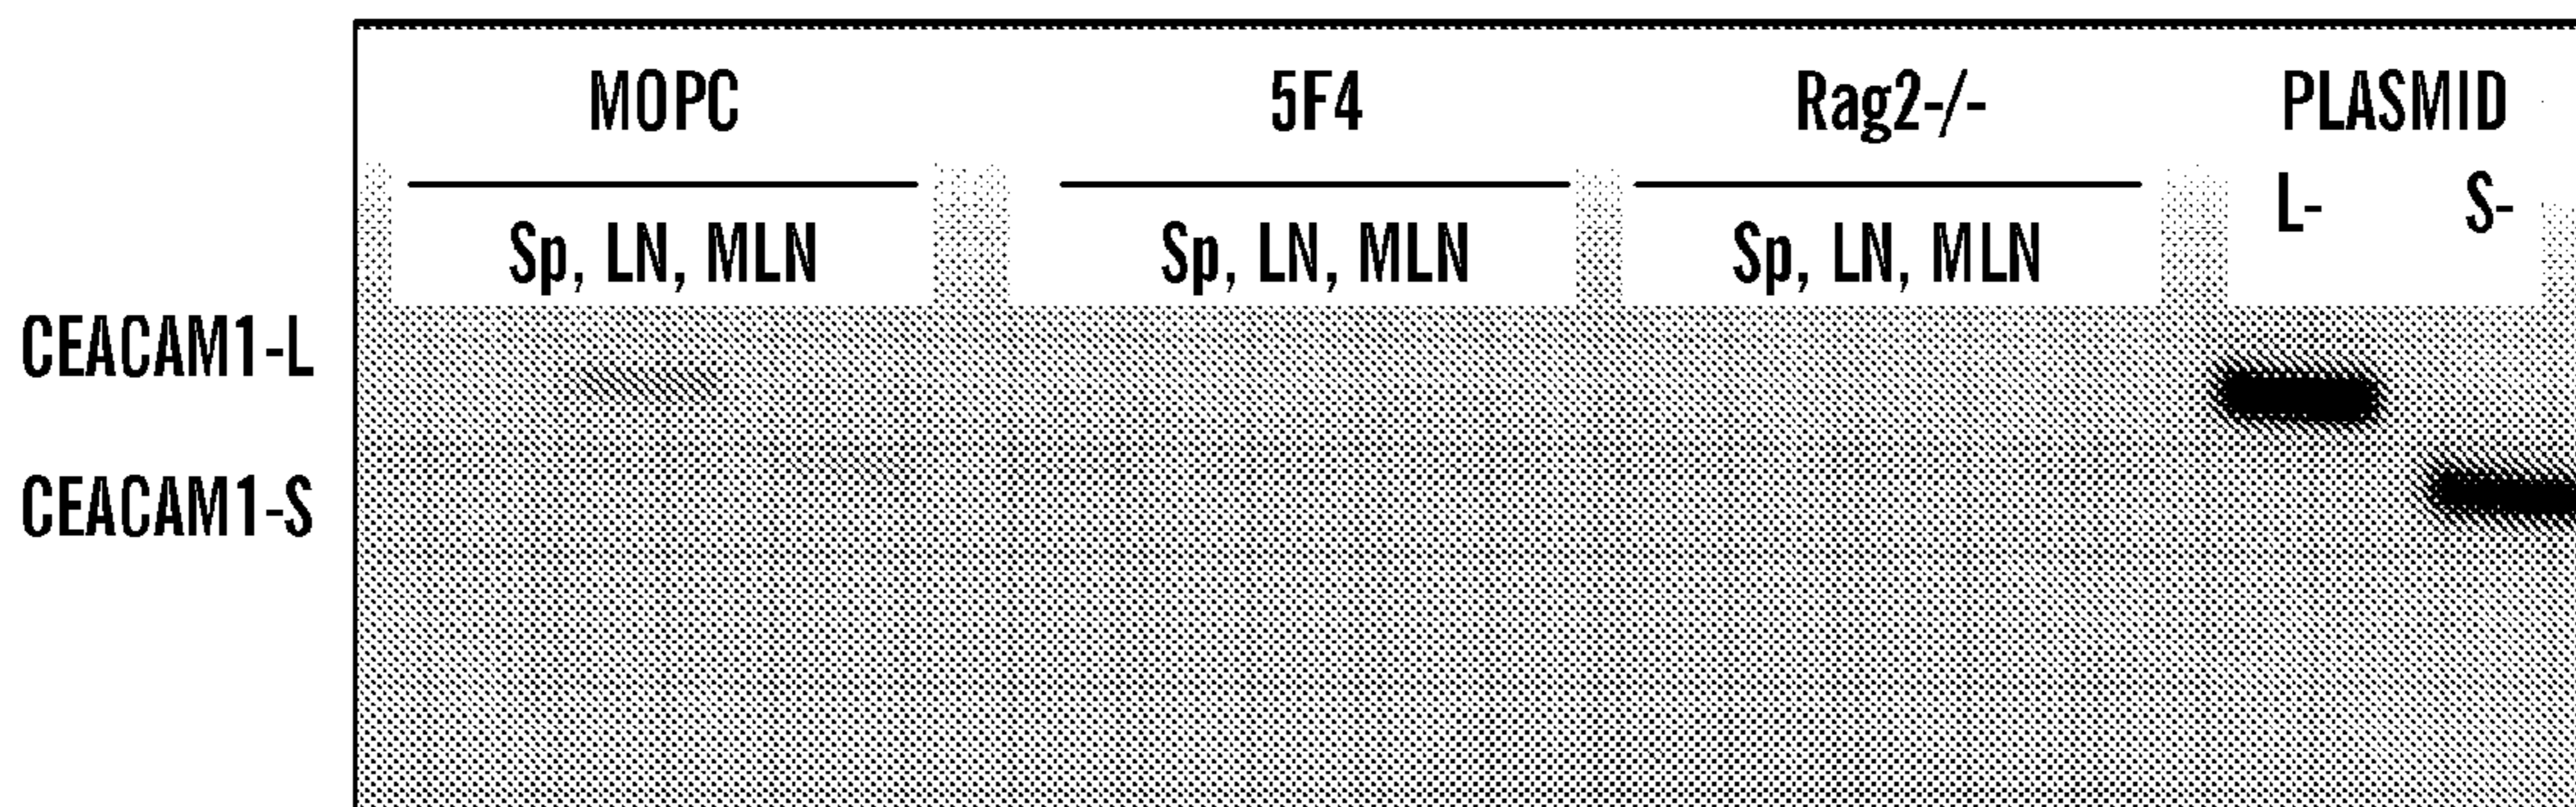 MOPC 5F4 Rag2-/- PLASMID
L- S-
Sp, LN, MLN Sp, LN, MLN Sp, LN, MLN
CEACAM1-L
CEACAM1-S